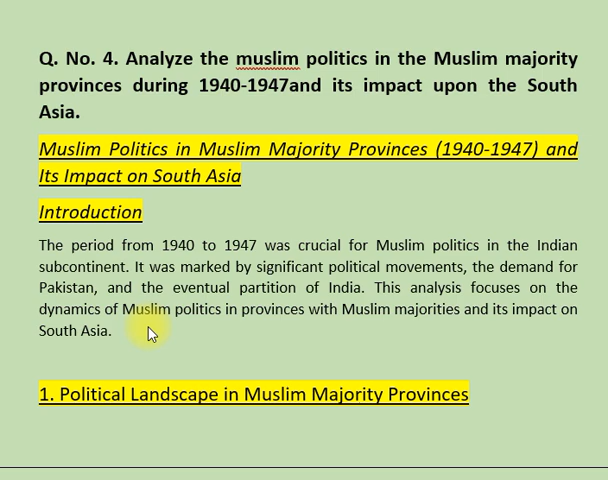 Q. No. 4. Analyze the muslim politics in the Muslim majority
provinces during 1940-1947and its impact upon the South
Asia.
Muslim Politics in Muslim Majority Provinces (1940-1947) and
Its Impact on South Asia
Introduction
The period from 1940 to 1947 was crucial for Muslim politics in the Indian
subcontinent. It was marked by significant political movements, the demand for
Pakistan, and the eventual partition of India. This analysis focuses on the
dynamics of Muslim politics in provinces with Muslim majorities and its impact on
South Asia.
1. Political Landscape in Muslim Majority Provinces